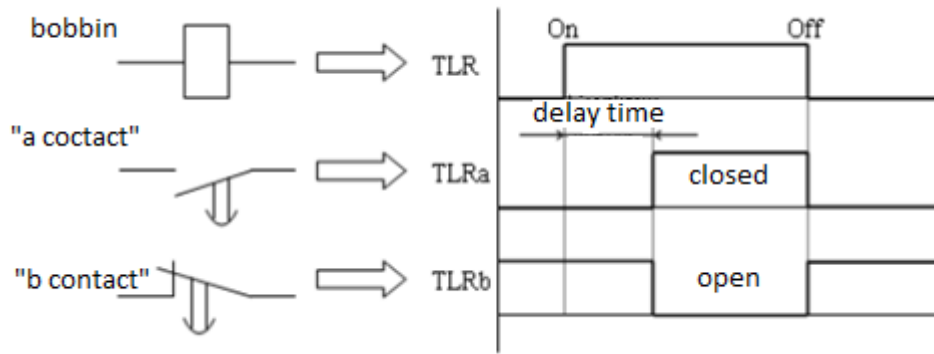 bobbin
TLR
On
Off
delay time
"a coctact"
TLRa
closed
"b contact"
TLRb
open